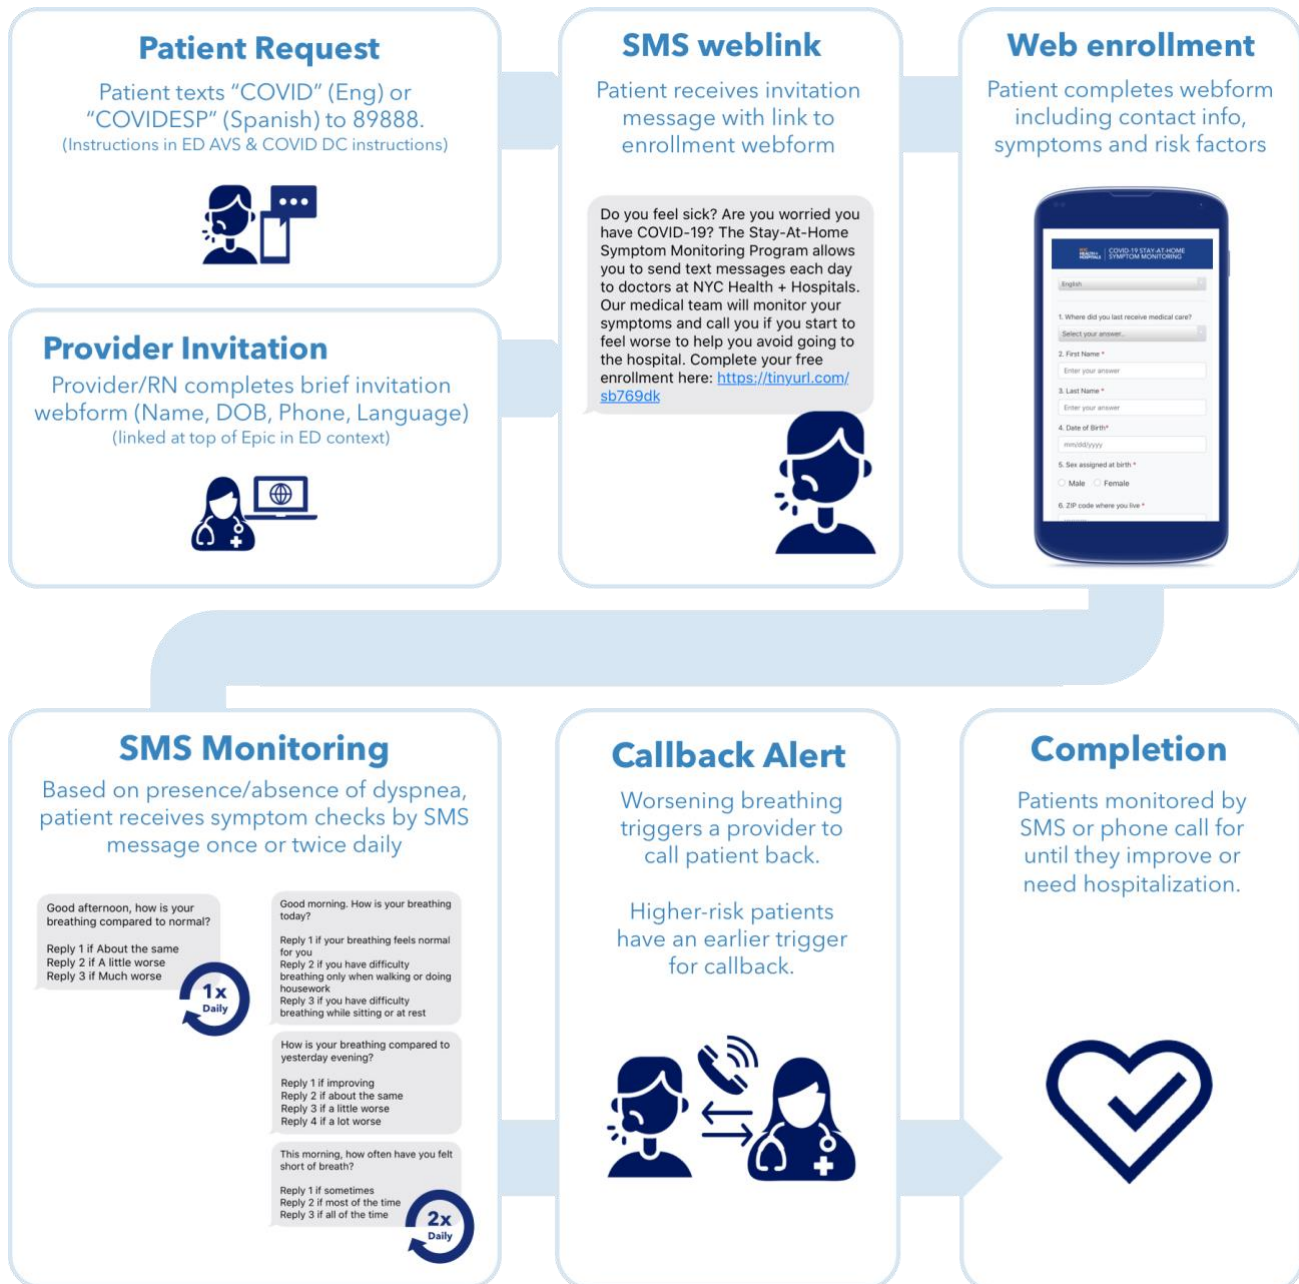 Patient Request
Patient texts “COVID” (Eng) or
“COVIDESP” (Spanish) to 89888.
(Instructions in ED AVS & COVID DC instructions)
Provider Invitation
Provider/RN completes brief invitation
webform (Name, DOB, Phone, Language)
(linked at top of Epic in ED context)
SMS weblink
Patient receives invitation
message with link to
enrollment webform
Do you feel sick? Are you worried you
have COVID-19? The Stay-At-Home
Symptom Monitoring Program allows
you to send text messages each day
to doctors at NYC Health + Hospitals.
Our medical team will monitor your
symptoms and call you if you start to
feel worse to help you avoid going to
the hospital. Complete your free
enrollment here: https://tinyurl.com/
sb769dk
Web enrollment
Patient completes webform
including contact info,
symptoms and risk factors
HEALTH+
HOSPITALS
COVID-19 STAY-AT-HOME
SYMPTOM MONITORING
English
1. Where did you last receive medical care?
Select your answer..
2. First Name *
Enter your answer
3. Last Name *
Enter your answer
4. Date of Birth*
mm/dd/yyyy
5. Sex assigned at birth *
Male Female
6. ZIP code where you live *
SMS Monitoring
Based on presence/absence of dyspnea,
patient receives symptom checks by SMS
message once or twice daily
Good afternoon, how is your
breathing compared to normal?
Reply 1 if About the same
Reply 2 if A little worse
Reply 3 if Much worse
1x
Daily
Good morning. How is your breathing
today?
Reply 1 if your breathing feels normal
for you
Reply 2 if you have difficulty
breathing only when walking or doing
housework
Reply 3 if you have difficulty
breathing while sitting or at rest
How is your breathing compared to
yesterday evening?
Reply 1 if improving
Reply 2 if about the same
Reply 3 if a little worse
Reply 4 if a lot worse
This morning, how often have you felt
short of breath?
Reply 1 if sometimes
Reply 2 if most of the time
Reply 3 if all of the time
2x
Daily
Callback Alert
Worsening breathing
triggers a provider to
call patient back.
Higher-risk patients
have an earlier trigger
for callback.
Completion
Patients monitored by
SMS or phone call for
until they improve or
need hospitalization.